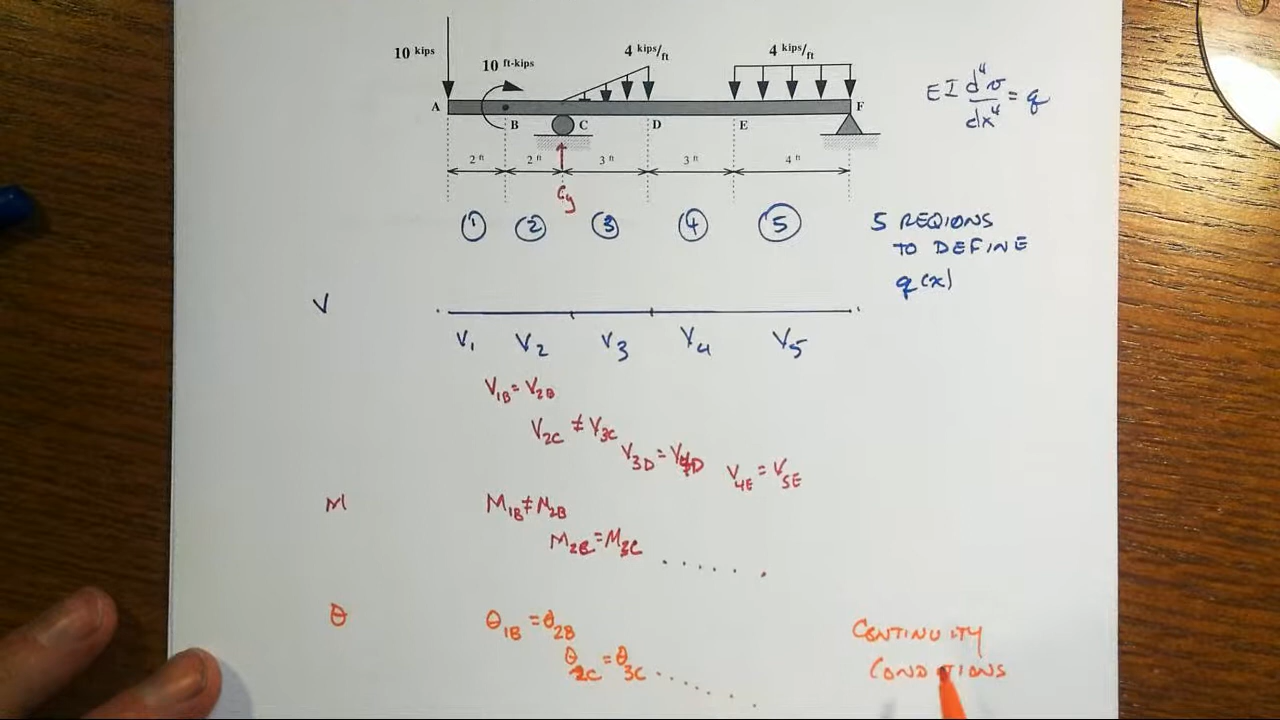 10 kips
4 kips/ft
4 kips/ft
10 ft-kips
A B C D E F
2 ft 2 ft 3 ft 3 ft 4 ft
Cy
EI d⁴v/dx⁴ = q
1 2 3 4 5
5 REGIONS
TO DEFINE
q(x)
V
V₁ V₂ V₃ V₄ V₅
V1B = V2B
V2C ≠ V3C
V3D = V4D
V4E = V5E
M
M1B ≠ M2B
M2C = M3C . . . . . .
θ
θ1B = θ2B
θ2C = θ3C . . . . . .
CONTINUITY
CONDITIONS